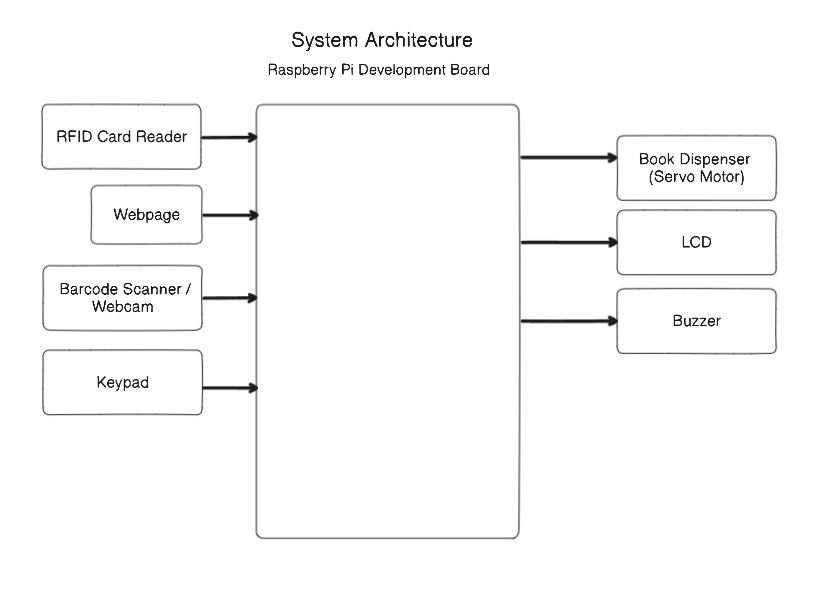 System Architecture
Raspberry Pi Development Board
RFID Card Reader
Webpage
Barcode Scanner /
Webcam
Keypad
Book Dispenser
(Servo Motor)
LCD
Buzzer